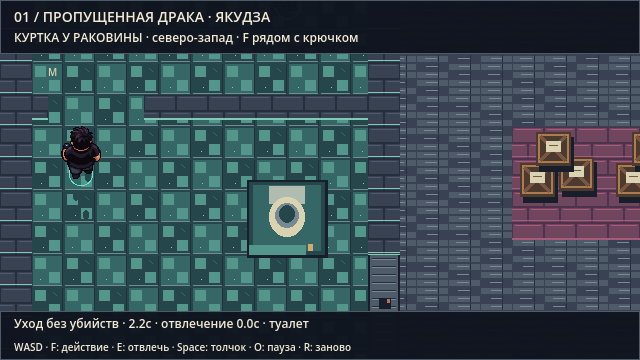 01 / ПРОПУЩЕННАЯ ДРАКА · ЯКУДЗА
КУРТКА У РАКОВИНЫ · северо-запад · F рядом с крючком
М
Уход без убийств · 2.2с · отвлечение 0.0с · туалет
WASD · F: действие · E: отвлечь · Space: толчок · O: пауза · R: заново